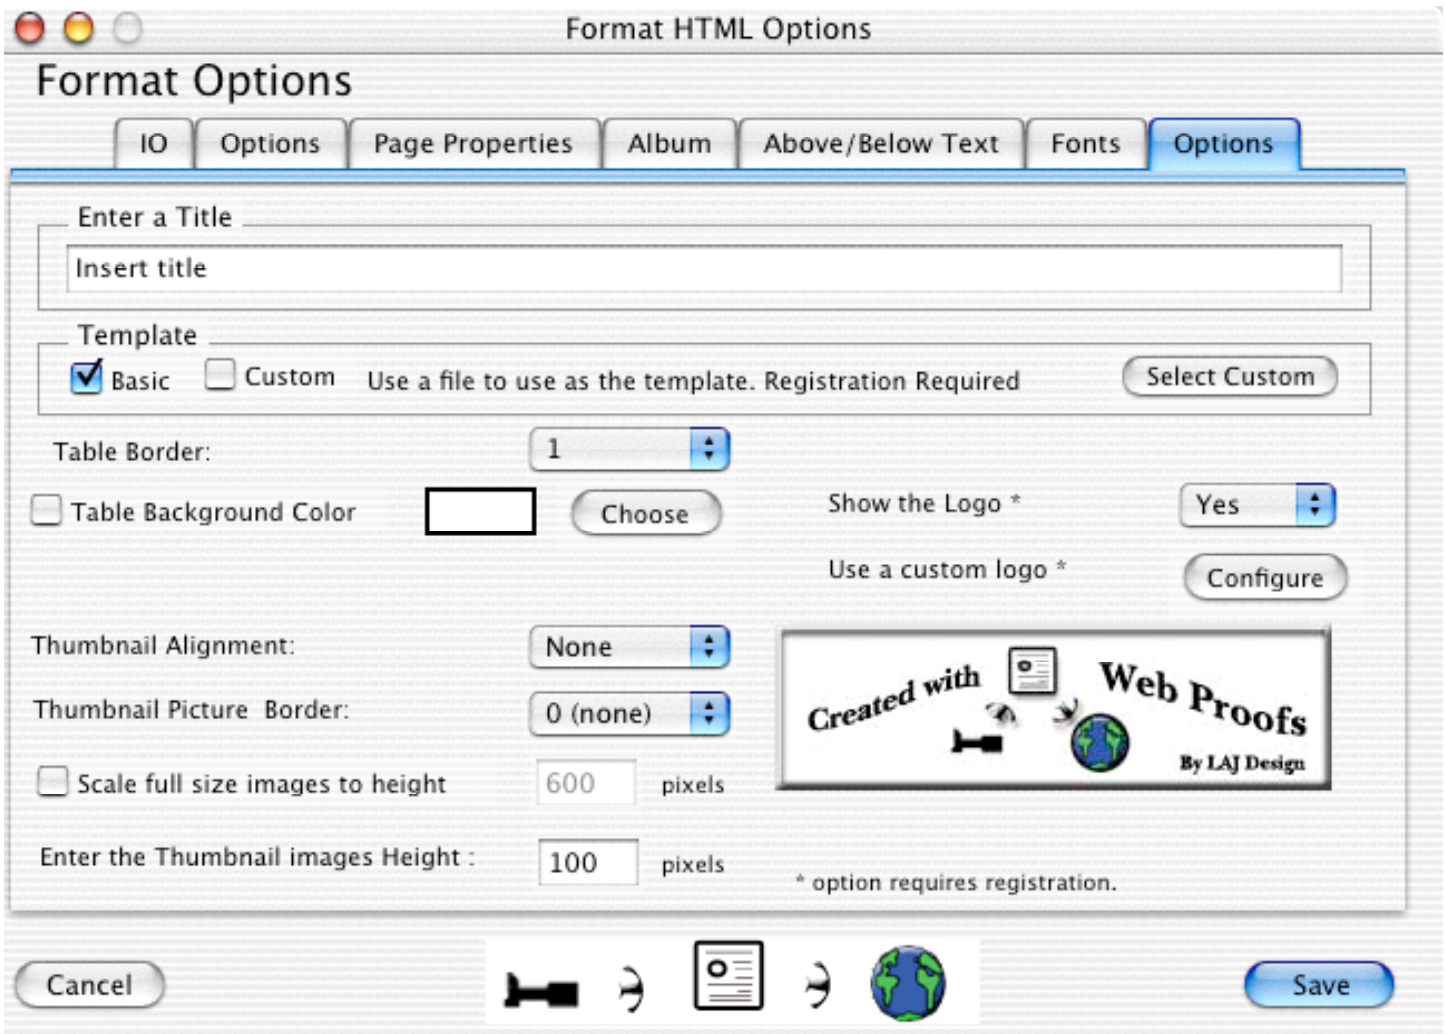 Format HTML Options
Format Options
IO Options Page Properties Album Above/Below Text Fonts Options
Enter a Title
Insert title
Template
Basic Custom Use a file to use as the template. Registration Required Select Custom
Table Border: 1
Table Background Color Choose Show the Logo * Yes
Use a custom logo * Configure
Thumbnail Alignment: None
Created with Web Proofs
By LAJ Design
Thumbnail Picture Border: 0 (none)
Scale full size images to height 600 pixels
Enter the Thumbnail images Height : 100 pixels
* option requires registration.
Cancel Save